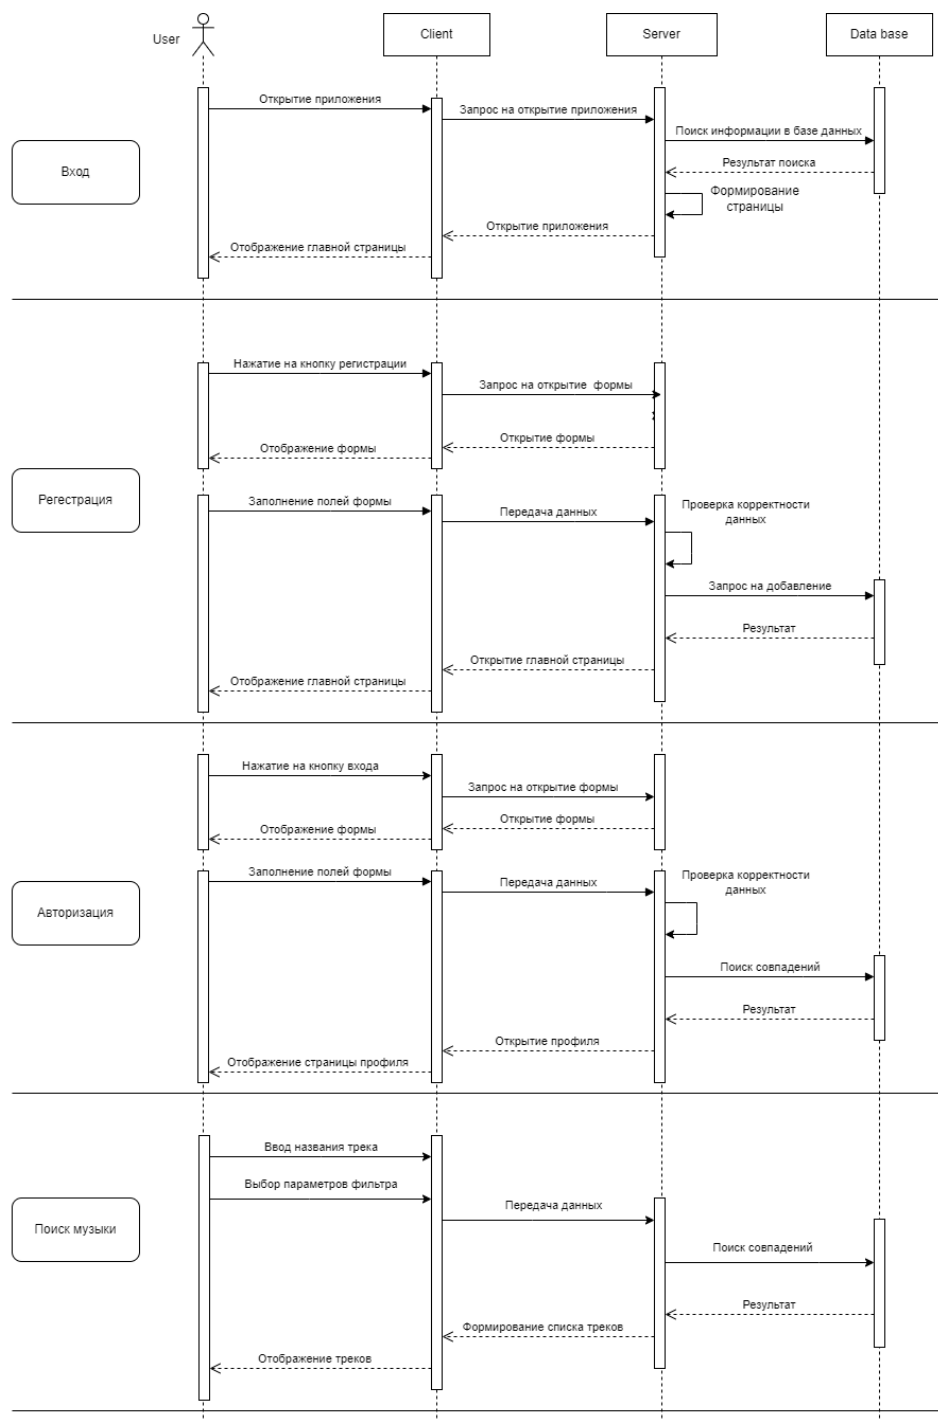 User
Client
Server
Data base
Открытие приложения
Запрос на открытие приложения
Поиск информации в базе данных
Вход
Результат поиска
Формирование
страницы
Открытие приложения
Отображение главной страницы
Нажатие на кнопку регистрации
Запрос на открытие  формы
Открытие формы
Отображение формы
Регестрация
Заполнение полей формы
Передача данных
Проверка корректности
данных
Запрос на добавление
Результат
Открытие главной страницы
Отображение главной страницы
Нажатие на кнопку входа
Запрос на открытие формы
Открытие формы
Отображение формы
Авторизация
Заполнение полей формы
Передача данных
Проверка корректности
данных
Поиск совпадений
Результат
Открытие профиля
Отображение страницы профиля
Ввод названия трека
Выбор параметров фильтра
Передача данных
Поиск музыки
Поиск совпадений
Результат
Формирование списка треков
Отображение треков